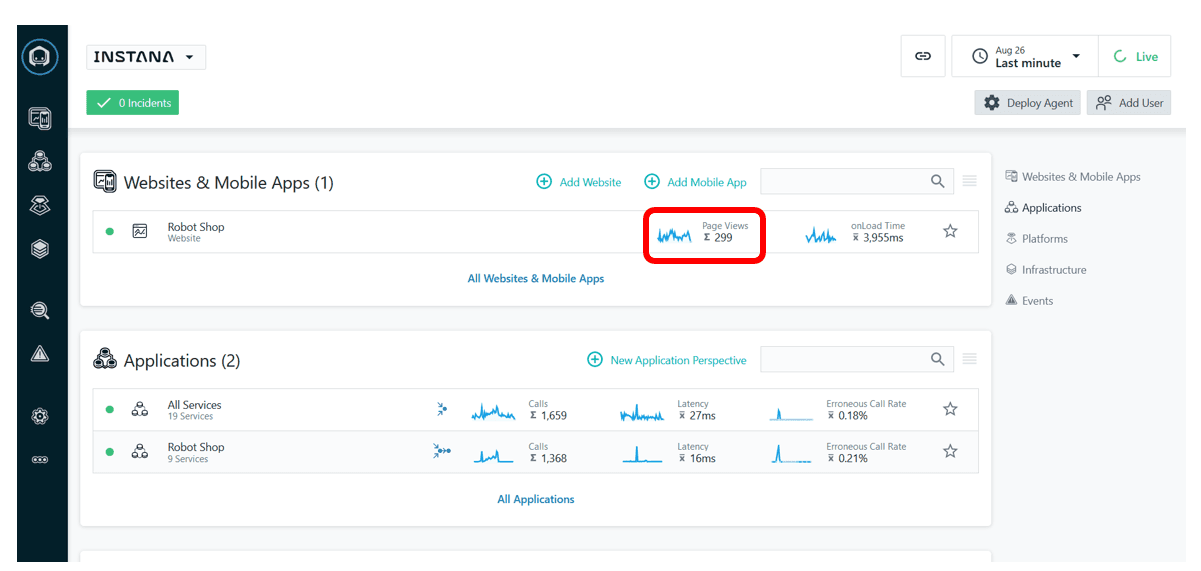 INSTANA
Aug 26
Last minute
Live
0 Incidents
Deploy Agent
Add User
Websites & Mobile Apps (1)
Add Website
Add Mobile App
Robot Shop
Website
Page Views
Σ 299
onLoad Time
x̄ 3,955ms
All Websites & Mobile Apps
Websites & Mobile Apps
Applications
Platforms
Infrastructure
Events
Applications (2)
New Application Perspective
All Services
19 Services
Calls
Σ 1,659
Latency
x̄ 27ms
Erroneous Call Rate
x̄ 0.18%
Robot Shop
9 Services
Calls
Σ 1,368
Latency
x̄ 16ms
Erroneous Call Rate
x̄ 0.21%
All Applications